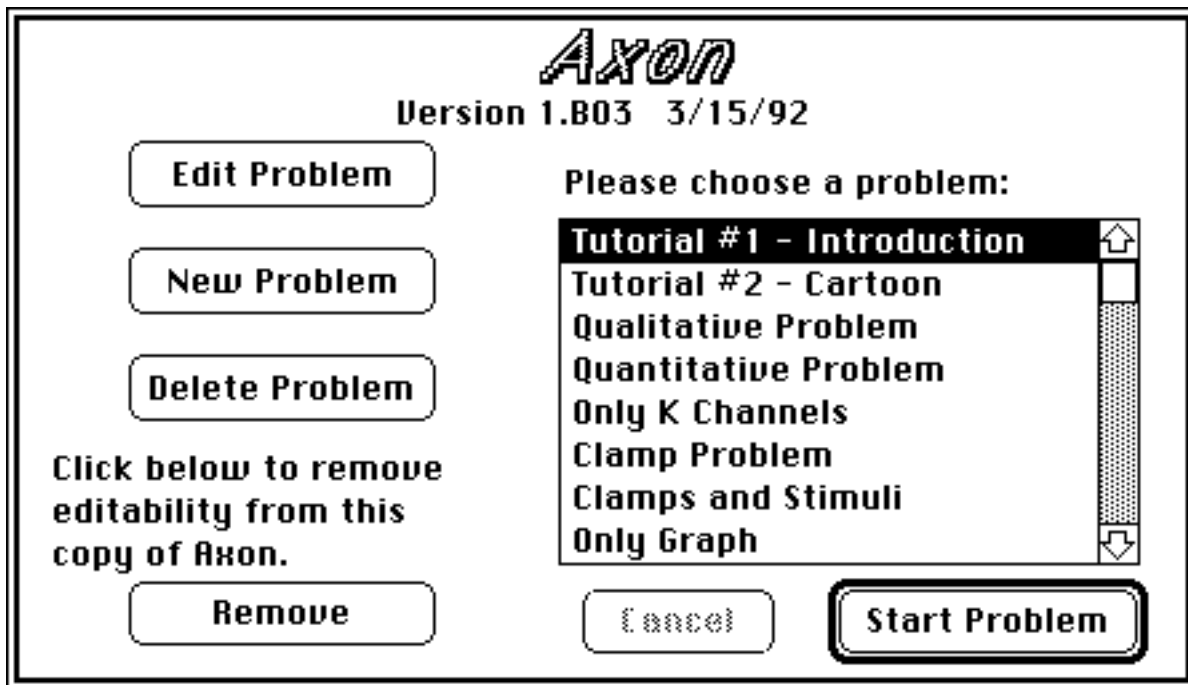 Axon
Version 1.B03 3/15/92
Edit Problem
New Problem
Delete Problem
Click below to remove
editability from this
copy of Axon.
Remove
Please choose a problem:
Tutorial #1 - Introduction
Tutorial #2 - Cartoon
Qualitative Problem
Quantitative Problem
Only K Channels
Clamp Problem
Clamps and Stimuli
Only Graph
Cancel
Start Problem